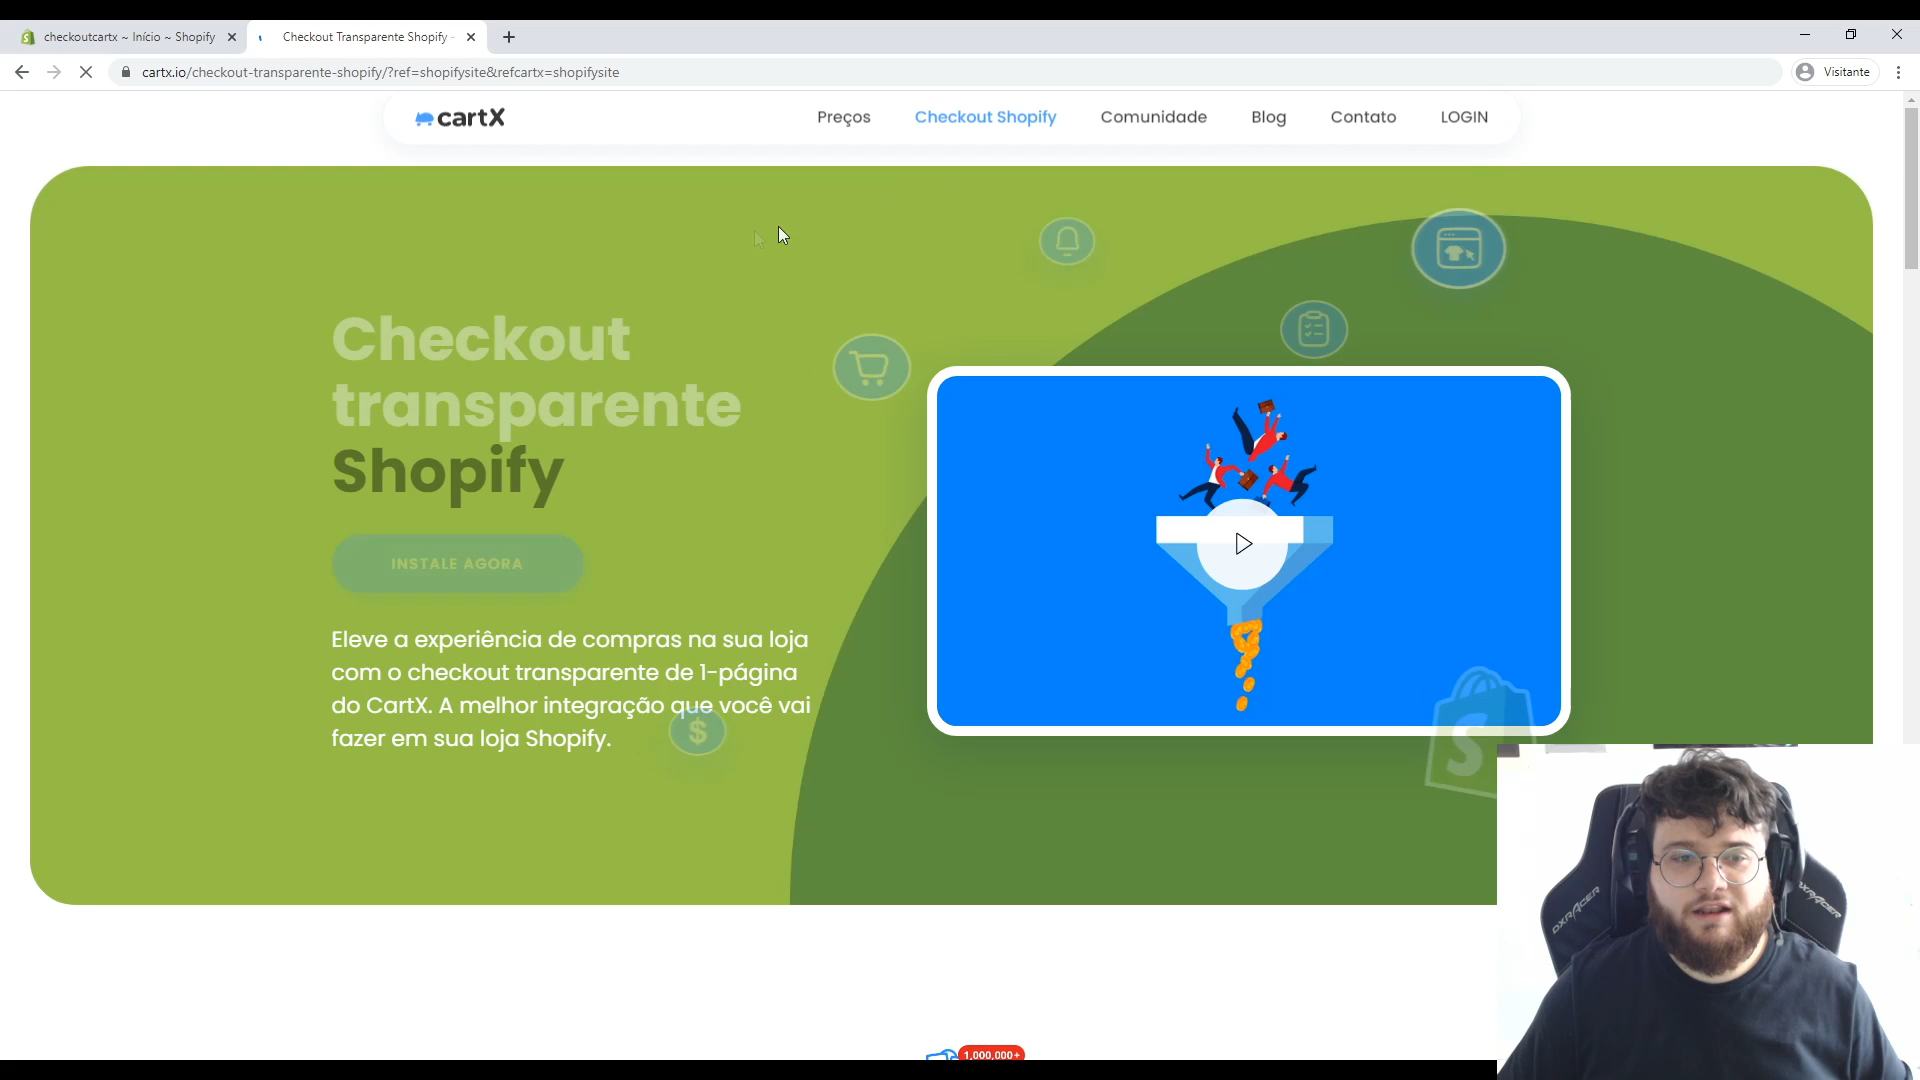 checkoutcartx ~ Início ~ Shopify
Checkout Transparente Shopify -
cartx.io/checkout-transparente-shopify/?ref=shopifysite&refcartx=shopifysite
Visitante
cartX
Preços
Checkout Shopify
Comunidade
Blog
Contato
LOGIN
Checkout
transparente
Shopify
INSTALE AGORA
Eleve a experiência de compras na sua loja
com o checkout transparente de 1-página
do CartX. A melhor integração que você vai
fazer em sua loja Shopify.
$
S
DXRACER
DXRACER
1,000,000+